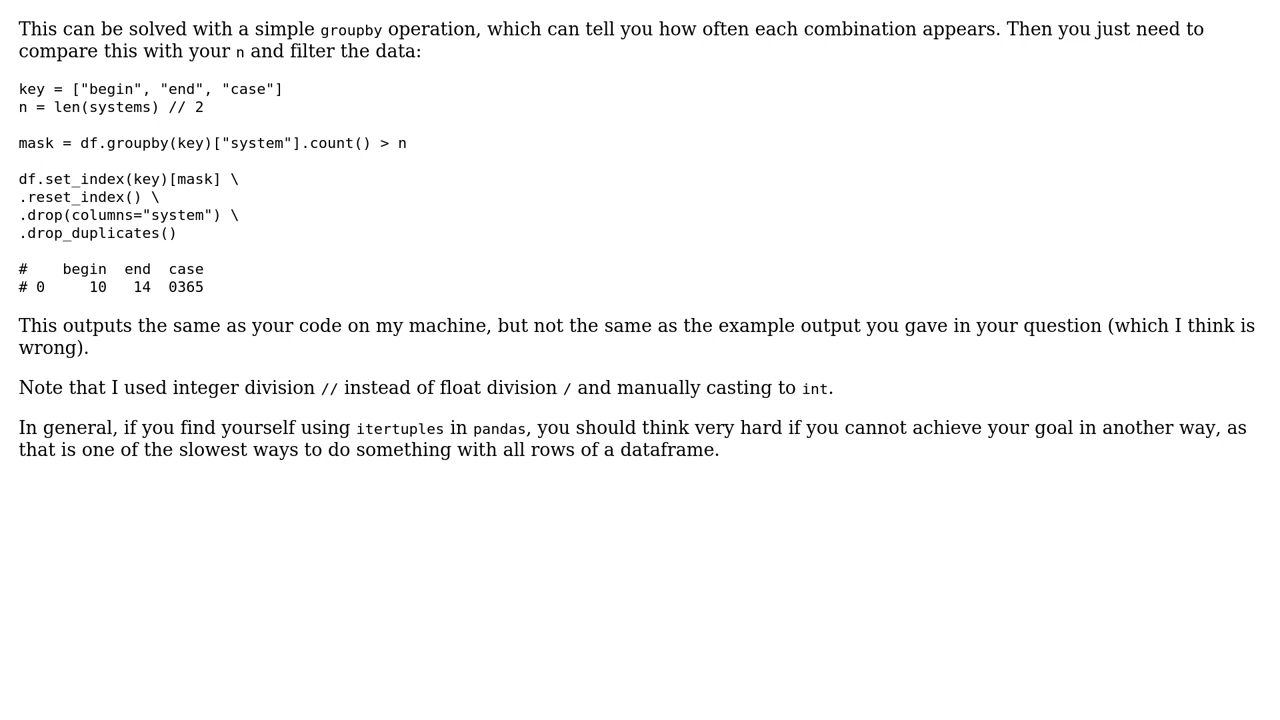 This can be solved with a simple groupby operation, which can tell you how often each combination appears. Then you just need to
compare this with your n and filter the data:
key = ["begin", "end", "case"]
n = len(systems) // 2
mask = df.groupby(key)["system"].count() > n
df.set_index(key)[mask] \
.reset_index() \
.drop(columns="system") \
.drop_duplicates()
#    begin  end  case
# 0     10   14  0365
This outputs the same as your code on my machine, but not the same as the example output you gave in your question (which I think is
wrong).
Note that I used integer division // instead of float division / and manually casting to int.
In general, if you find yourself using itertuples in pandas, you should think very hard if you cannot achieve your goal in another way, as
that is one of the slowest ways to do something with all rows of a dataframe.